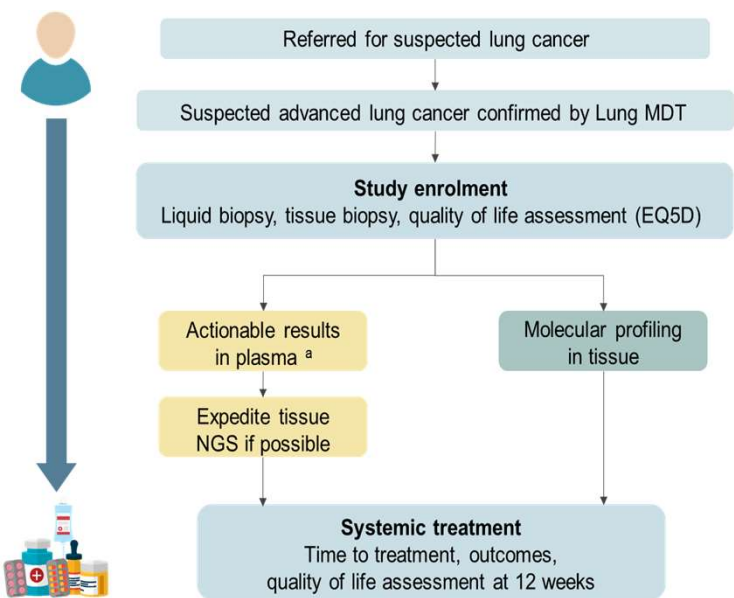 Referred for suspected lung cancer
Suspected advanced lung cancer confirmed by Lung MDT
Study enrolment
Liquid biopsy, tissue biopsy, quality of life assessment (EQ5D)
Actionable results
in plasma ᵃ
Molecular profiling
in tissue
Expedite tissue
NGS if possible
Systemic treatment
Time to treatment, outcomes,
quality of life assessment at 12 weeks